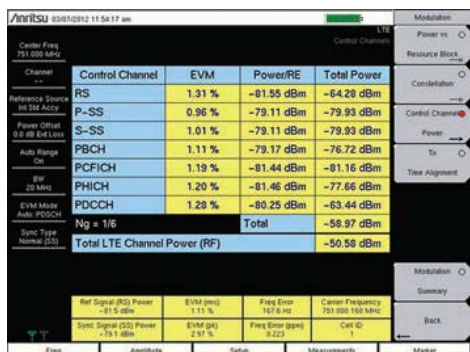 Anritsu 03/07/2012 11:54:17 am
Modulation
LTE
Control Channels
Center Freq
751.000 MHz
Channel
--
Reference Source
Int Std Accy
Power Offset
0.0 dB Ext Loss
Auto Range
On
BW
20 MHz
EVM Mode
Auto: PDSCH
Sync Type
Normal (SS)
Control Channel EVM Power/RE Total Power
RS 1.31 % -81.55 dBm -64.28 dBm
P-SS 0.96 % -79.11 dBm -79.93 dBm
S-SS 1.01 % -79.11 dBm -79.93 dBm
PBCH 1.11 % -79.17 dBm -76.72 dBm
PCFICH 1.19 % -81.44 dBm -81.16 dBm
PHICH 1.20 % -81.46 dBm -77.66 dBm
PDCCH 1.28 % -80.25 dBm -63.44 dBm
Ng = 1/6 Total -58.97 dBm
Total LTE Channel Power (RF) -50.58 dBm
Ref Signal (RS) Power EVM (rms) Freq Error Carrier Frequency
-81.5 dBm 1.11 % 167.6 Hz 751.000 168 MHz
Sync Signal (SS) Power EVM (pk) Freq Error (ppm) Cell ID
-79.1 dBm 2.97 % 0.223 1
Power vs
Resource Block
Constellation
Control Channel
Power
Tx
Time Alignment
Modulation
Summary
Back
Freq Amplitude Setup Measurements Marker